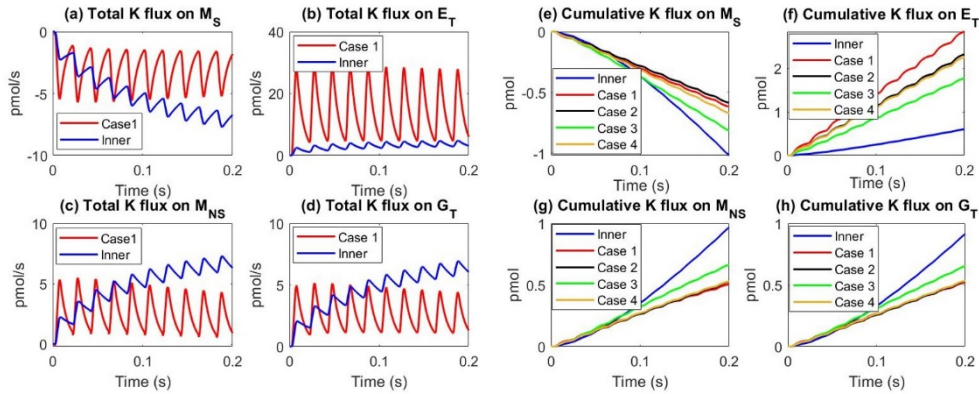 (a) Total K flux on M_S
pmol/s
0
-5
-10
Case1
Inner
0
0.1
0.2
Time (s)
(b) Total K flux on E_T
40
20
0
Case 1
Inner
0
0.1
0.2
Time (s)
(c) Total K flux on M_NS
pmol/s
10
5
0
Case1
Inner
0
0.1
0.2
Time (s)
(d) Total K flux on G_T
10
5
0
Case 1
Inner
0
0.1
0.2
Time (s)
(e) Cumulative K flux on M_S
pmol
0
-0.5
-1
Inner
Case 1
Case 2
Case 3
Case 4
0
0.1
0.2
Time (s)
(f) Cumulative K flux on E_T
2
1
0
Inner
Case 1
Case 2
Case 3
Case 4
0
0.1
0.2
Time (s)
(g) Cumulative K flux on M_NS
pmol
1
0.5
0
Inner
Case 1
Case 2
Case 3
Case 4
0
0.1
0.2
Time (s)
(h) Cumulative K flux on G_T
1
0.5
0
Inner
Case 1
Case 2
Case 3
Case 4
0
0.1
0.2
Time (s)